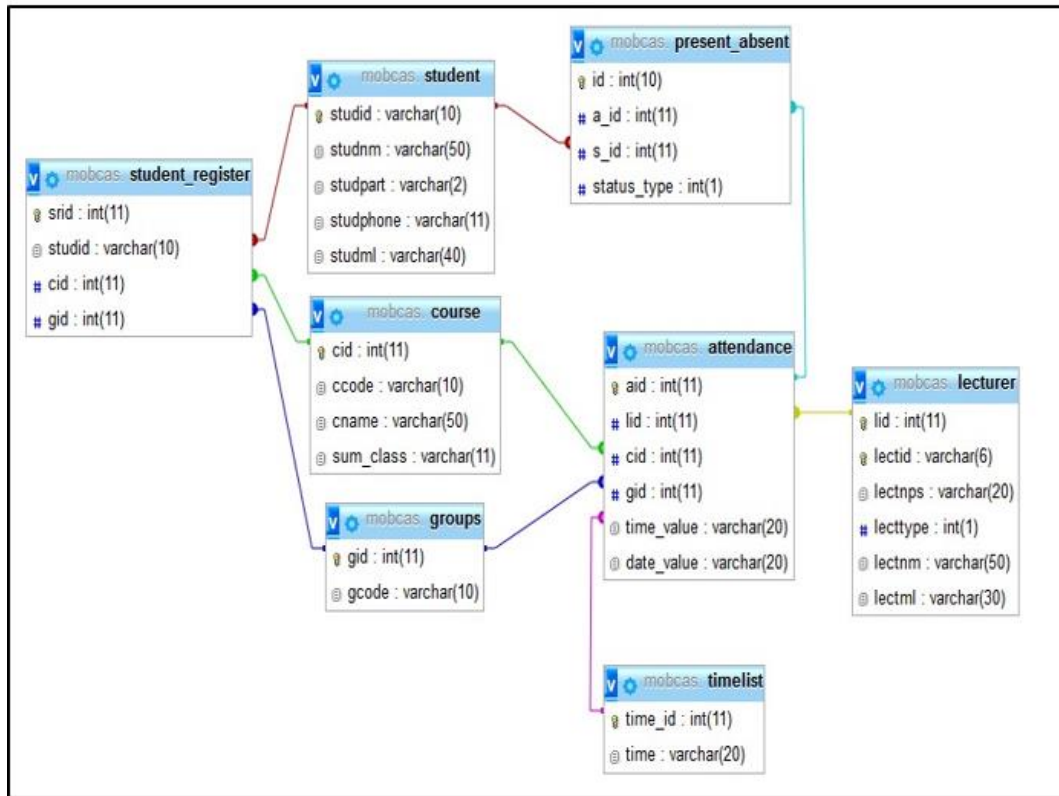 mobcas. student_register
srid : int(11)
studid : varchar(10)
# cid : int(11)
# gid : int(11)
v mobcas. student
studid : varchar(10)
studnm : varchar(50)
studpart : varchar(2)
studphone : varchar(11)
studml : varchar(40)
v mobcas. present_absent
id : int(10)
# a_id : int(11)
# s_id : int(11)
# status_type : int(1)
v mobcas. course
cid : int(11)
ccode : varchar(10)
cname : varchar(50)
sum_class : varchar(11)
v mobcas. groups
gid : int(11)
gcode : varchar(10)
v mobcas. attendance
aid : int(11)
# lid : int(11)
# cid : int(11)
# gid : int(11)
time_value : varchar(20)
date_value : varchar(20)
v mobcas. lecturer
lid : int(11)
lectid : varchar(6)
lectnps : varchar(20)
# lecttype : int(1)
lectnm : varchar(50)
lectml : varchar(30)
v mobcas. timelist
time_id : int(11)
time : varchar(20)